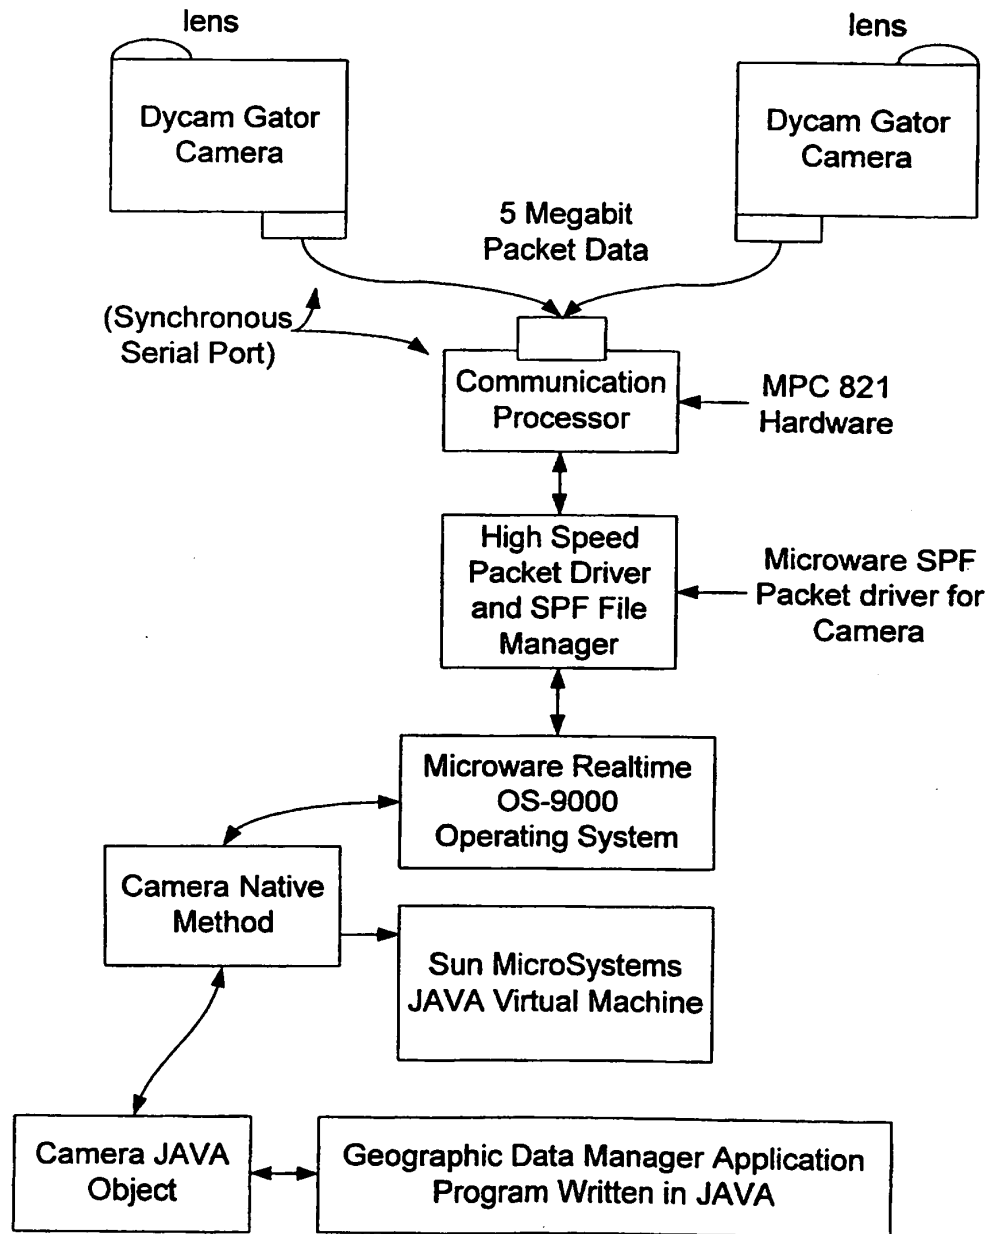 lens
lens
Dycam Gator
Camera
Dycam Gator
Camera
5 Megabit
Packet Data
(Synchronous
Serial Port)
Communication
Processor
MPC 821
Hardware
High Speed
Packet Driver
and SPF File
Manager
Microware SPF
Packet driver for
Camera
Microware Realtime
OS-9000
Operating System
Camera Native
Method
Sun MicroSystems
JAVA Virtual Machine
Camera JAVA
Object
Geographic Data Manager Application
Program Written in JAVA